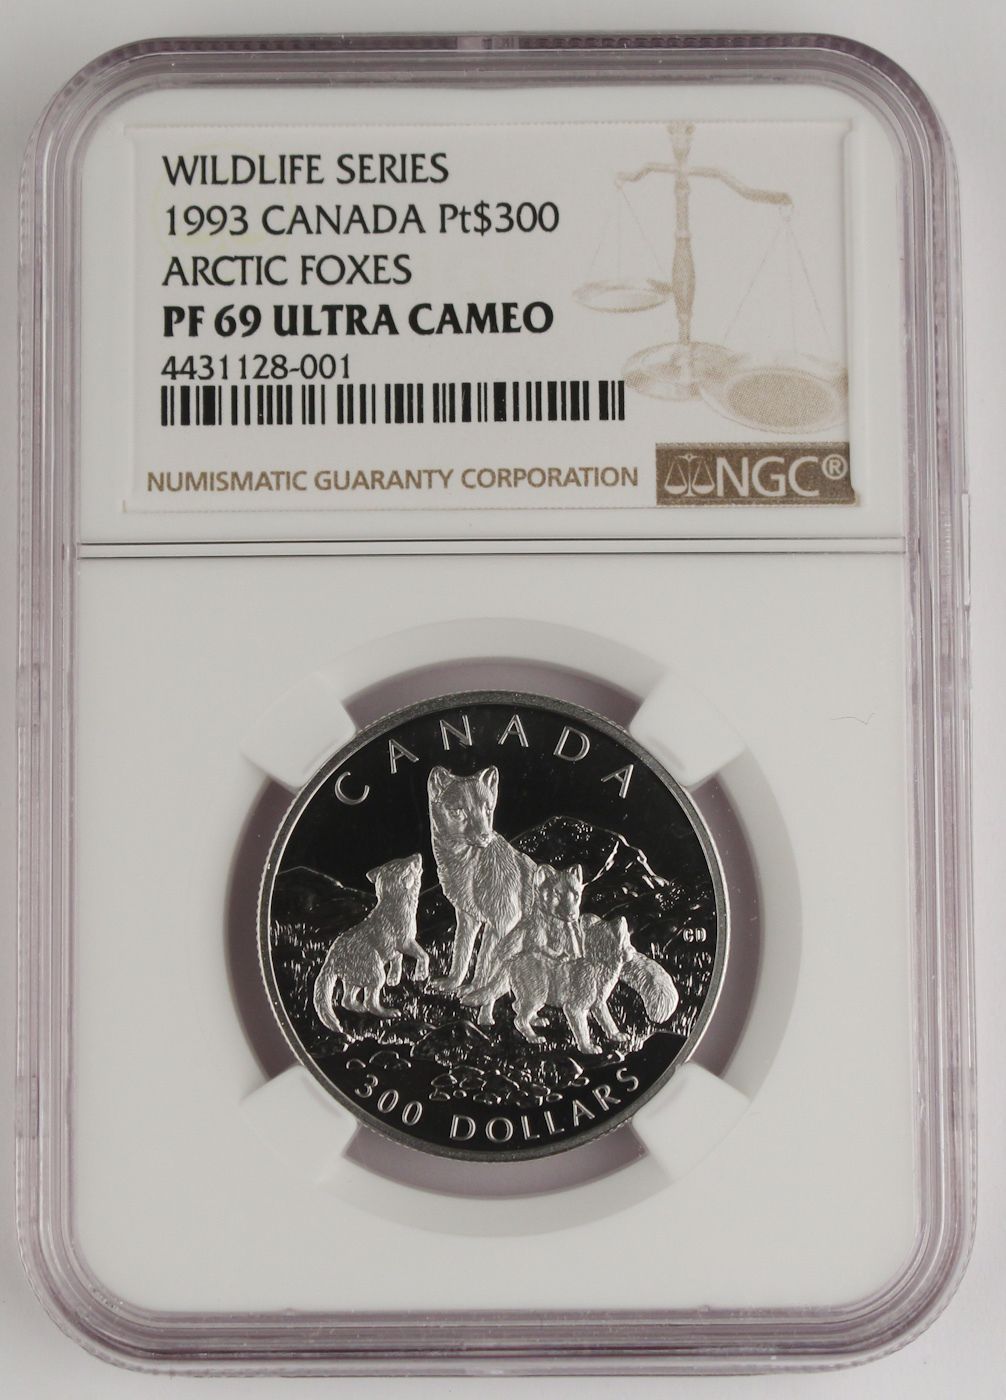 WILDLIFE SERIES
1993 CANADA Pt$300
ARCTIC FOXES
PF 69 ULTRA CAMEO
4431128-001
NUMISMATIC GUARANTY CORPORATION
NGC®
CANADA
CD
300 DOLLARS